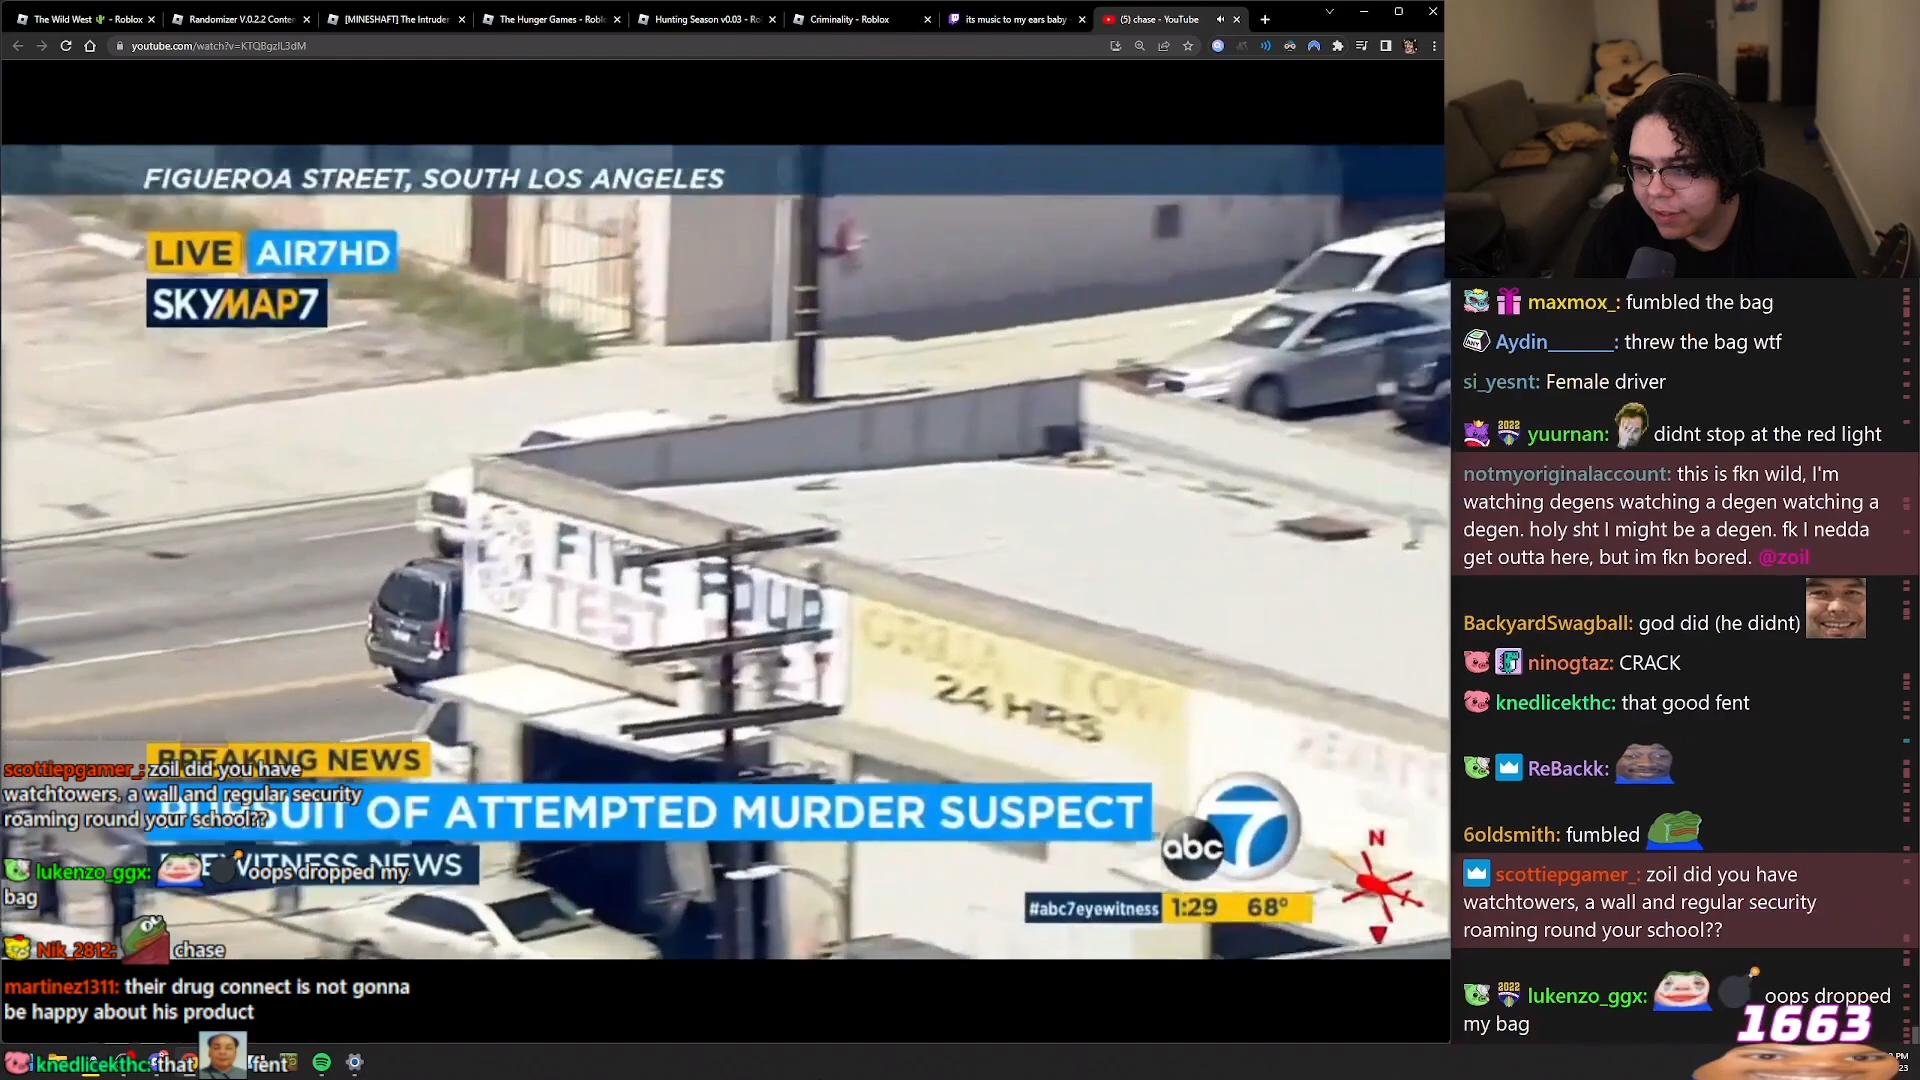 The Wild West 🌵 - Roblox
Randomizer V.0.2.2 Conten
[MINESHAFT] The Intruder
The Hunger Games - Robl
Hunting Season v0.03 - Ro
Criminality - Roblox
its music to my ears baby
(5) chase - YouTube
youtube.com/watch?v=KTQBgzIL3dM
FIGUEROA STREET, SOUTH LOS ANGELES
LIVE AIR7HD
SKYMAP7
TEST
24 HRS
BREAKING NEWS
OF ATTEMPTED MURDER SUSPECT
EYEWITNESS NEWS
abc 7
#abc7eyewitness 1:29 68°
N
scottiepgamer_: zoil did you have
watchtowers, a wall and regular security
roaming round your school??
lukenzo_ggx: oops dropped my
bag
Nik_2812: chase
martinez1311: their drug connect is not gonna
be happy about his product
knedlicekthc: that fent
maxmox_: fumbled the bag
Aydin_______: threw the bag wtf
si_yesnt: Female driver
yuurnan: didnt stop at the red light
notmyoriginalaccount: this is fkn wild, I'm
watching degens watching a degen watching a
degen. holy sht I might be a degen. fk I nedda
get outta here, but im fkn bored. @zoil
BackyardSwagball: god did (he didnt)
ninogtaz: CRACK
knedlicekthc: that good fent
ReBackk:
6oldsmith: fumbled
scottiepgamer_: zoil did you have
watchtowers, a wall and regular security
roaming round your school??
2022 lukenzo_ggx: oops dropped
my bag
1663